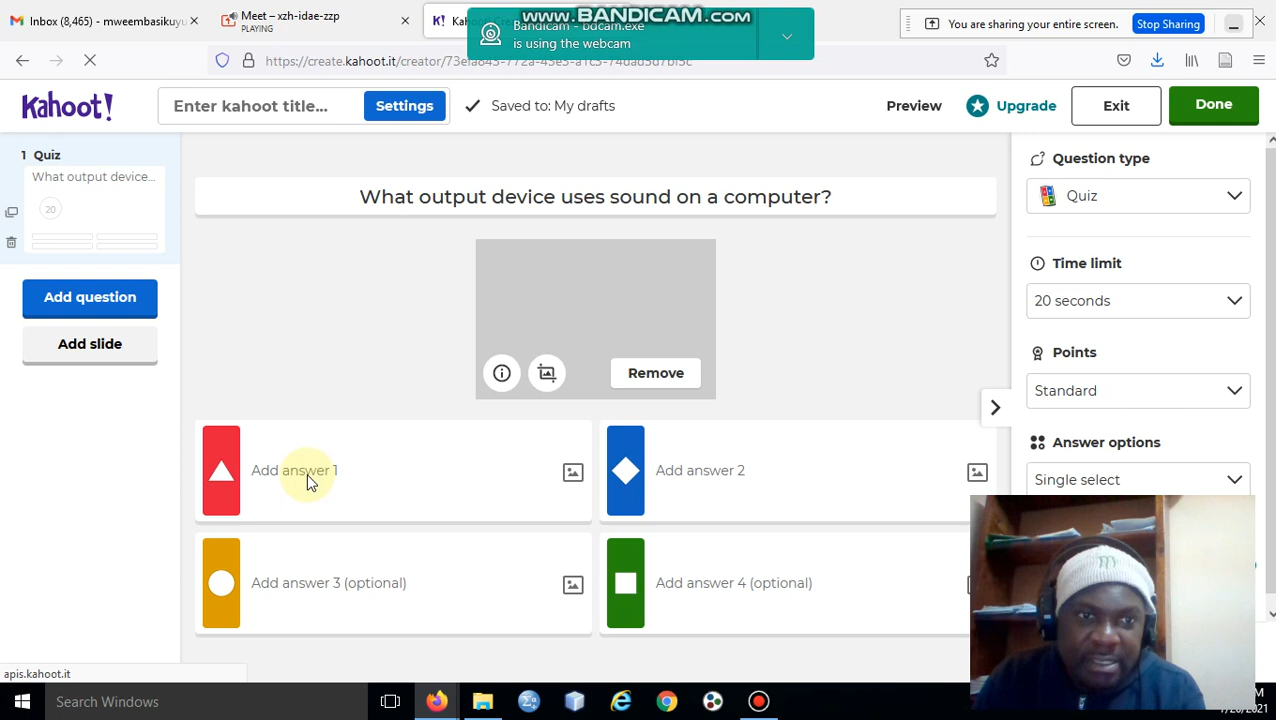 Inbox (8,465) - mweembasikuyu
Meet – xzh-idae-zzp
PLAYING
www.BANDICAM.com
Bandicam - bdcam.exe
is using the webcam
You are sharing your entire screen.
Stop Sharing
Kahoot!
Enter kahoot title...
Settings
Saved to: My drafts
Preview
Upgrade
Exit
Done
1 Quiz
What output device...
20
Add question
Add slide
What output device uses sound on a computer?
Remove
Add answer 1
Add answer 2
Add answer 3 (optional)
Add answer 4 (optional)
Question type
Quiz
Time limit
20 seconds
Points
Standard
Answer options
Single select
apis.kahoot.it
Search Windows